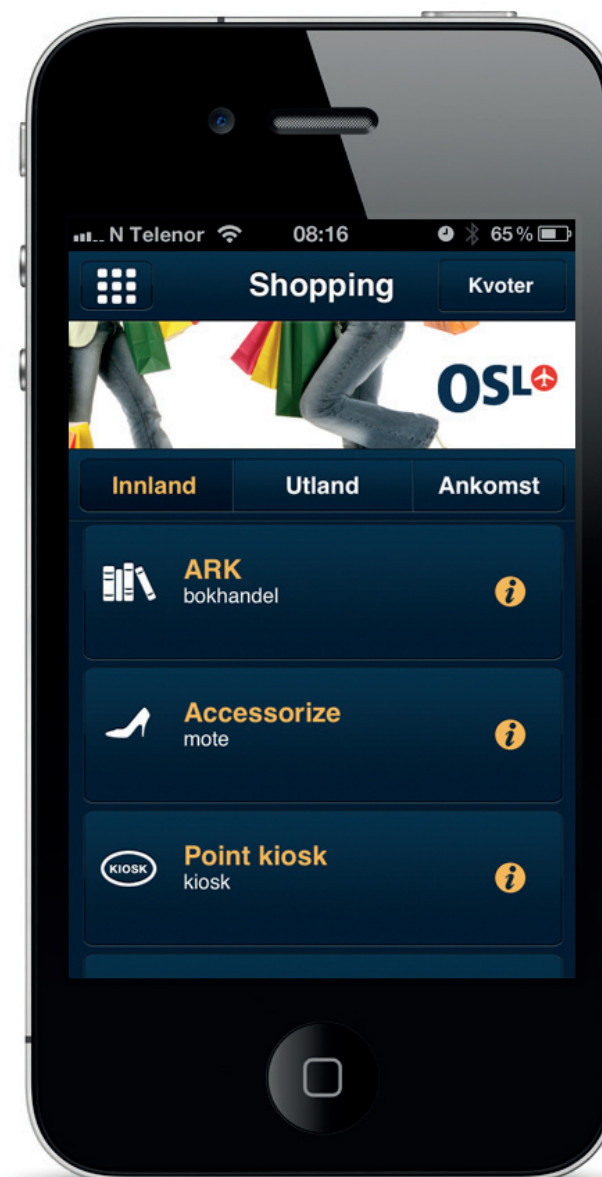 N Telenor 08:16 65 %
Shopping Kvoter
OSL
Innland Utland Ankomst
ARK
bokhandel
i
Accessorize
mote
i
KIOSK
Point kiosk
kiosk
i